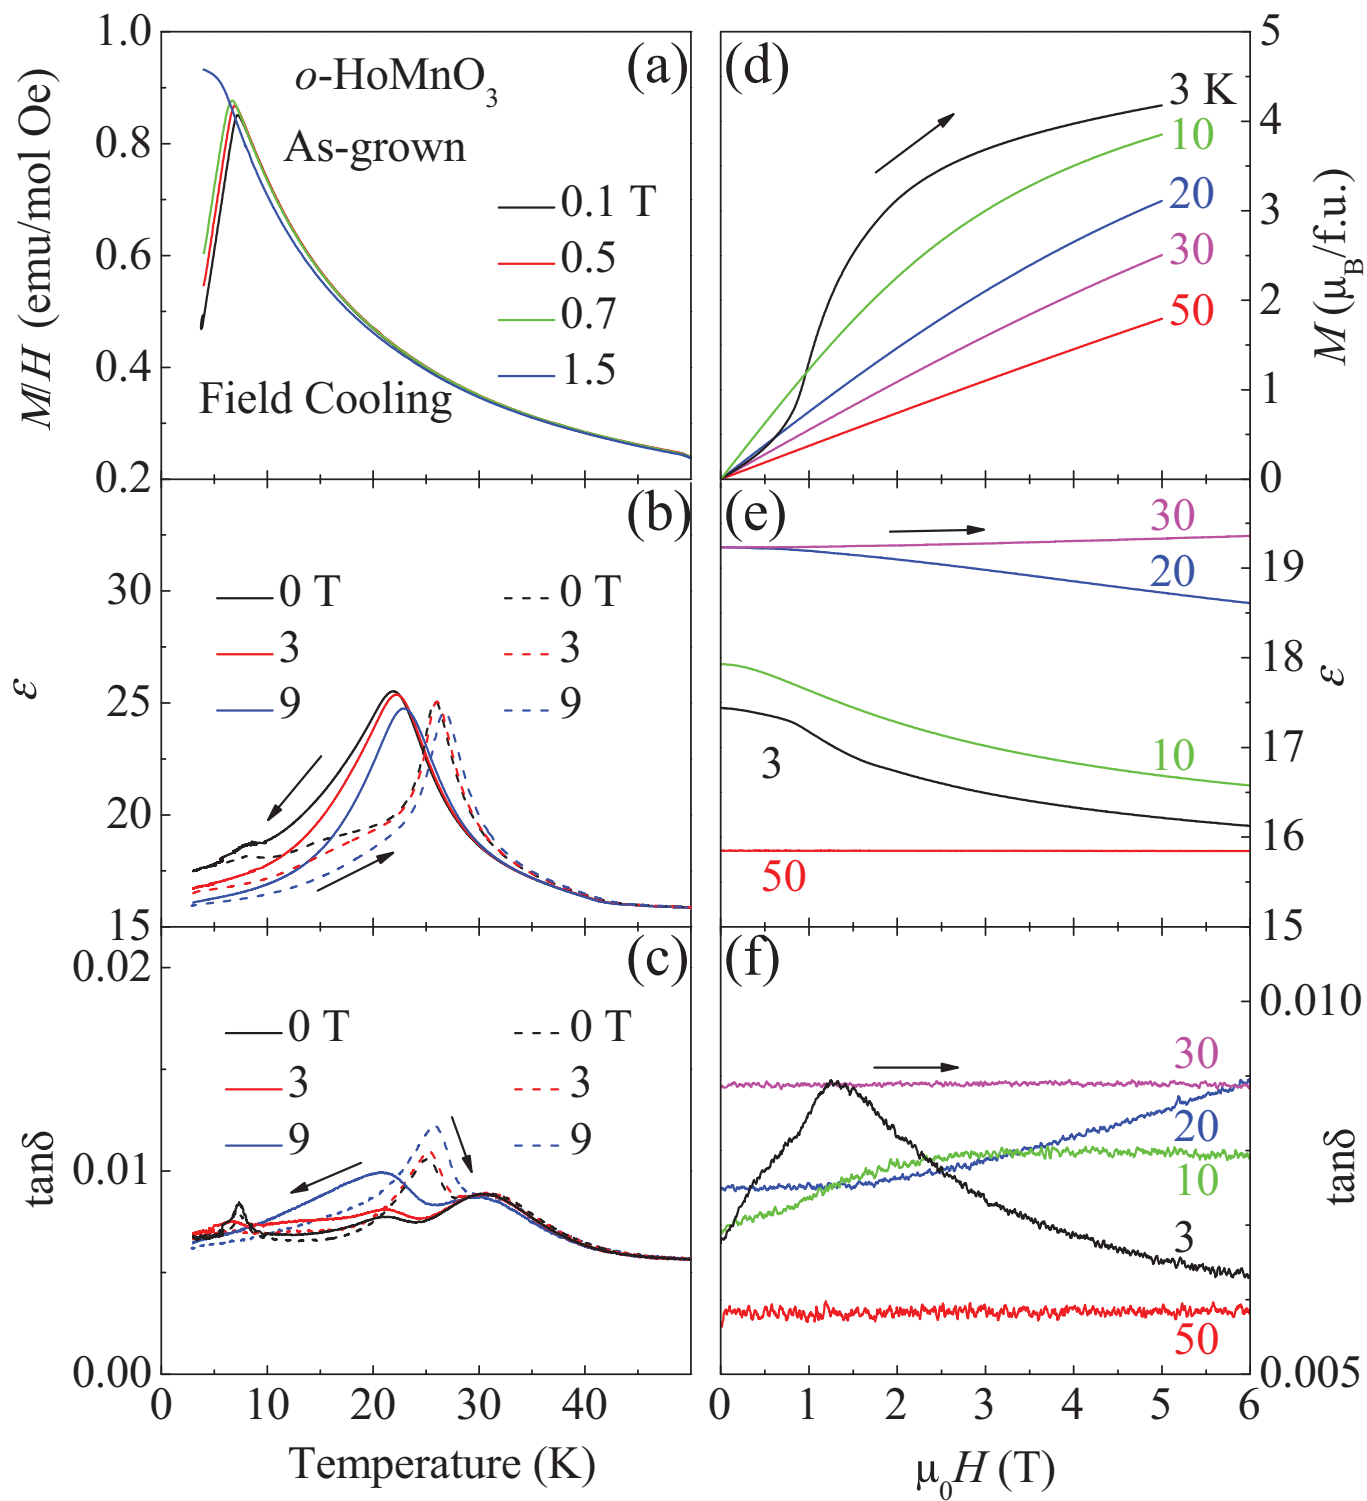 (a)
o-HoMnO3
As-grown
0.1 T
0.5
0.7
1.5
Field Cooling
M/H (emu/mol Oe)
1.0
0.8
0.6
0.4
0.2
(b)
0 T
3
9
0 T
3
9
ε
30
25
20
15
(c)
0 T
3
9
0 T
3
9
tanδ
0.02
0.01
0.00
0
10
20
30
40
Temperature (K)
(d)
3 K
10
20
30
50
5
4
3
2
1
0
M (μB/f.u.)
(e)
30
20
10
3
50
19
18
17
16
15
ε
(f)
30
20
10
3
50
0.010
0.005
tanδ
0
1
2
3
4
5
6
μ0H (T)